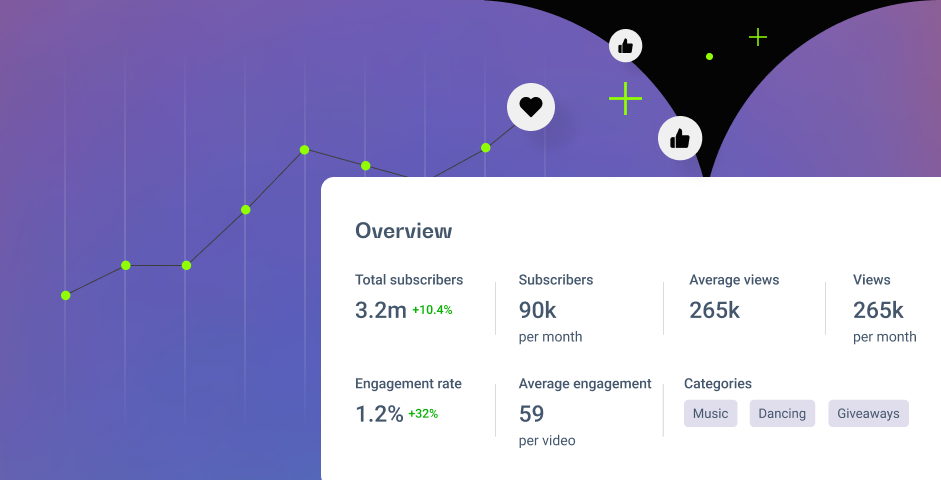 Overview
Total subscribers
3.2m +10.4%
Subscribers
90k
per month
Average views
265k
Views
265k
per month
Engagement rate
1.2% +32%
Average engagement
59
per video
Categories
Music Dancing Giveaways